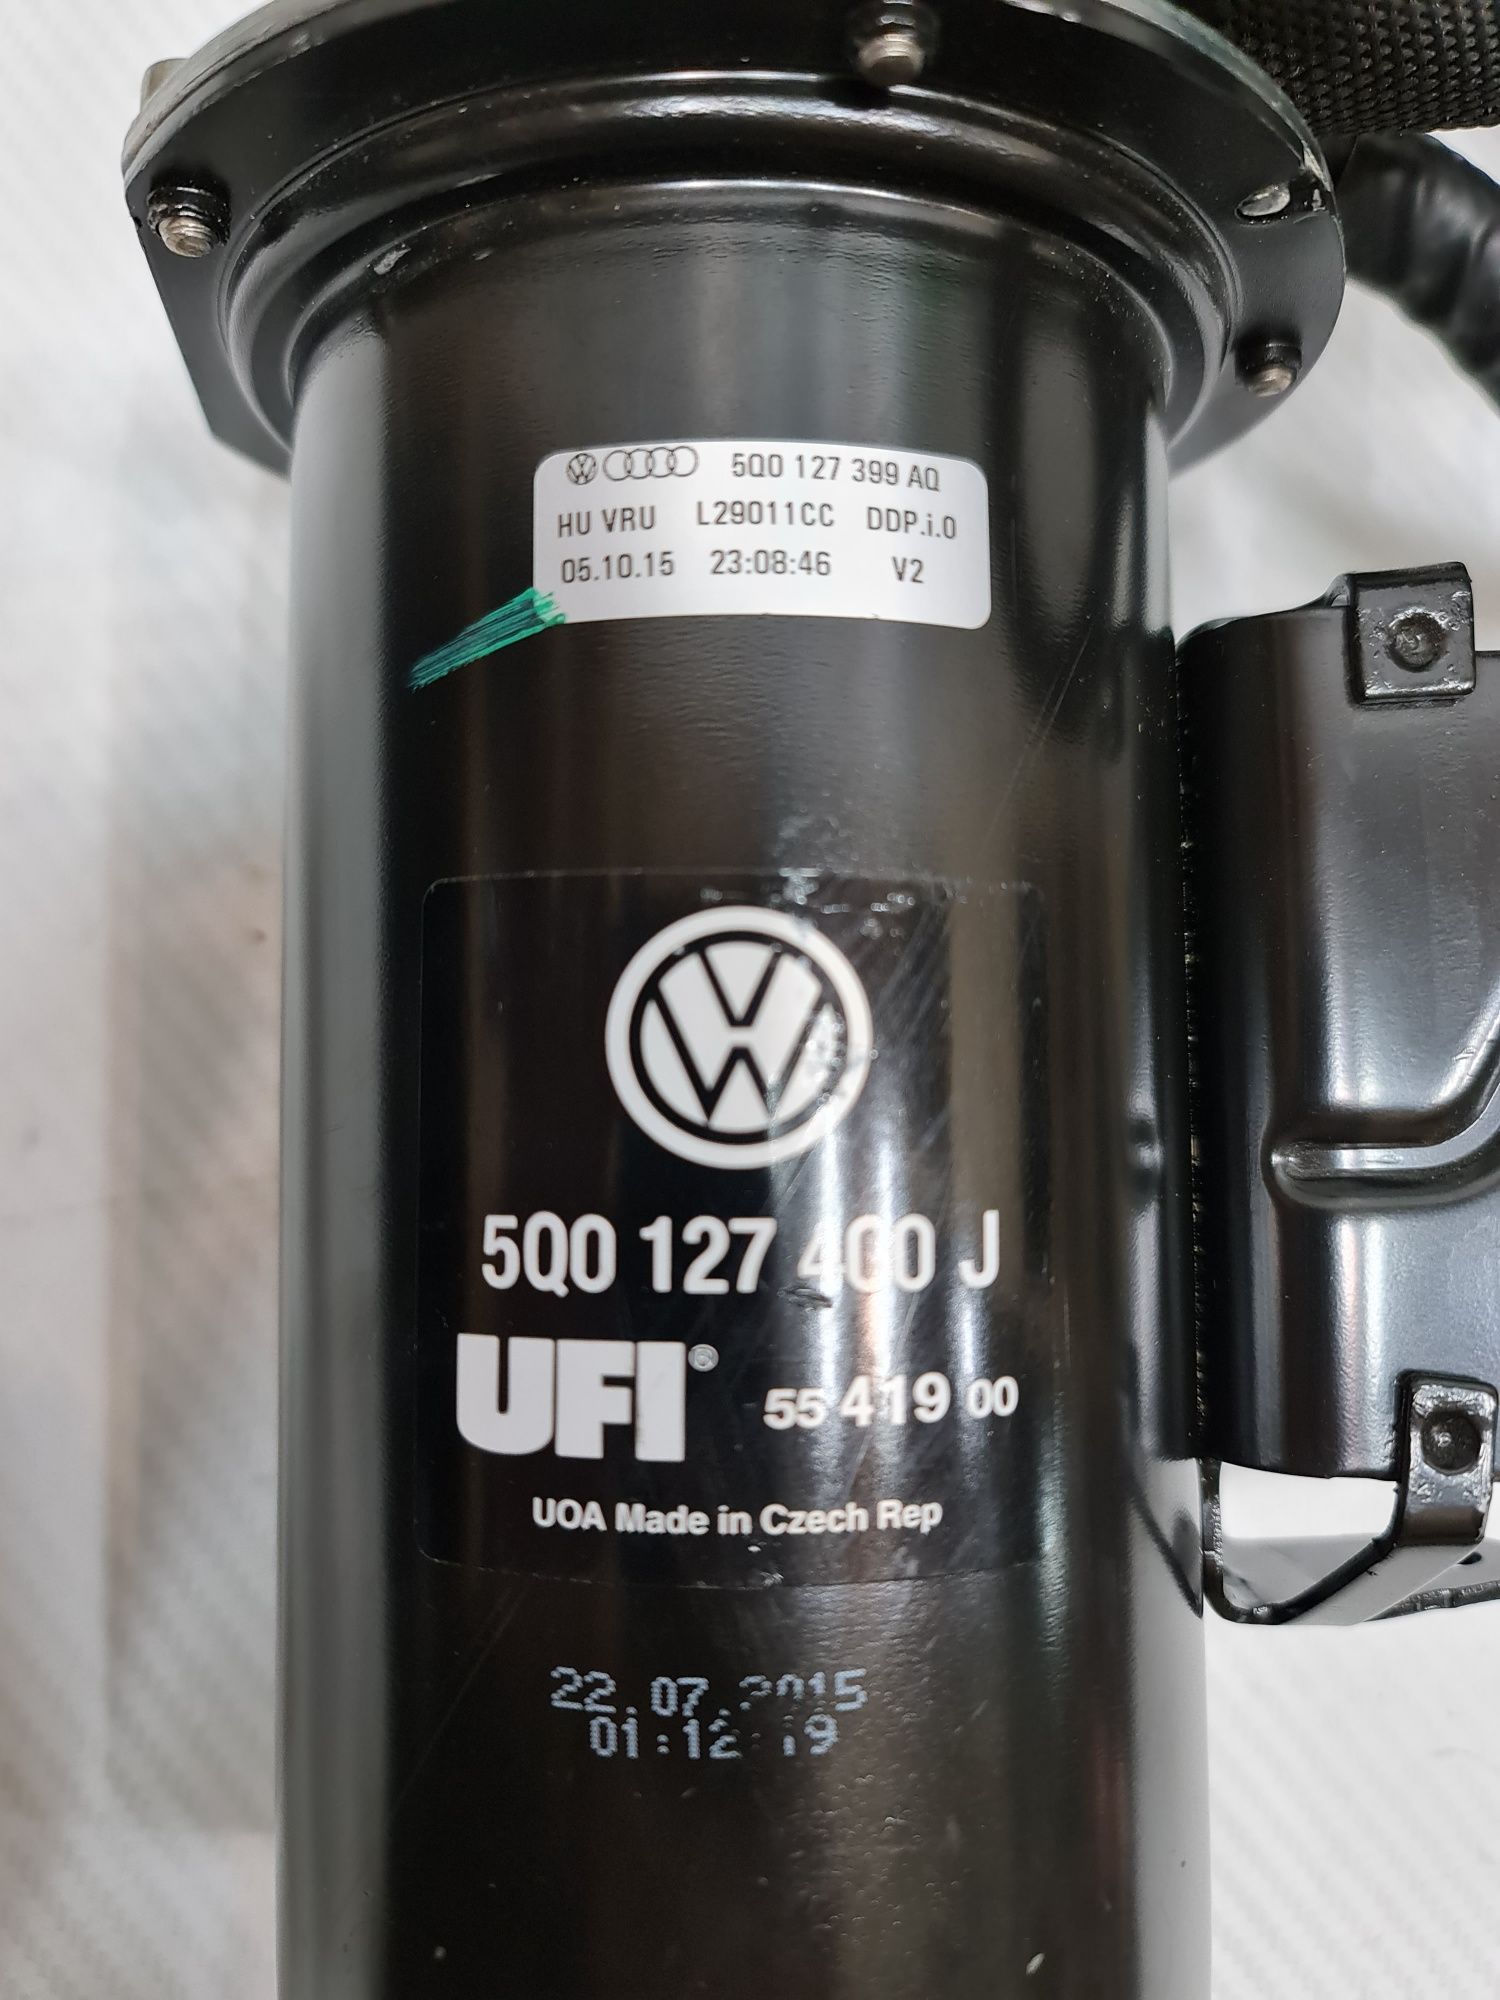 5Q0 127 399 AQ
HU VRU L29011CC DDP.i.0
05.10.15 23:08:46 V2
5Q0 127 400 J
UFI® 55 419 00
UOA Made in Czech Rep
22.07.2015
01:12:19